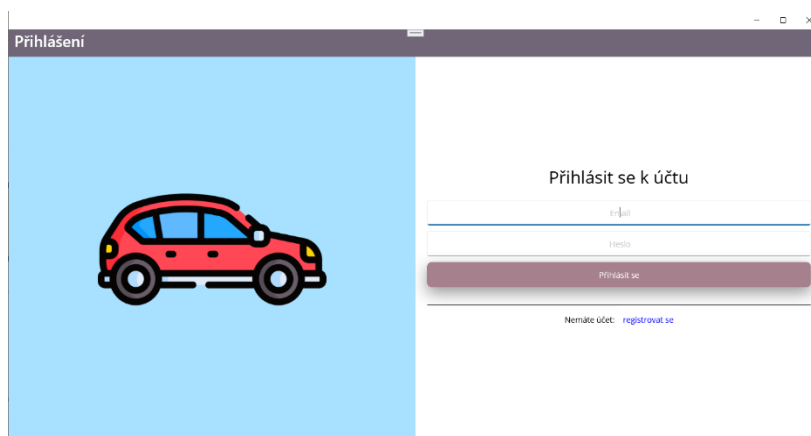 Přihlášení
Přihlásit se k účtu
Email
Heslo
Přihlásit se
Nemáte účet: registrovat se